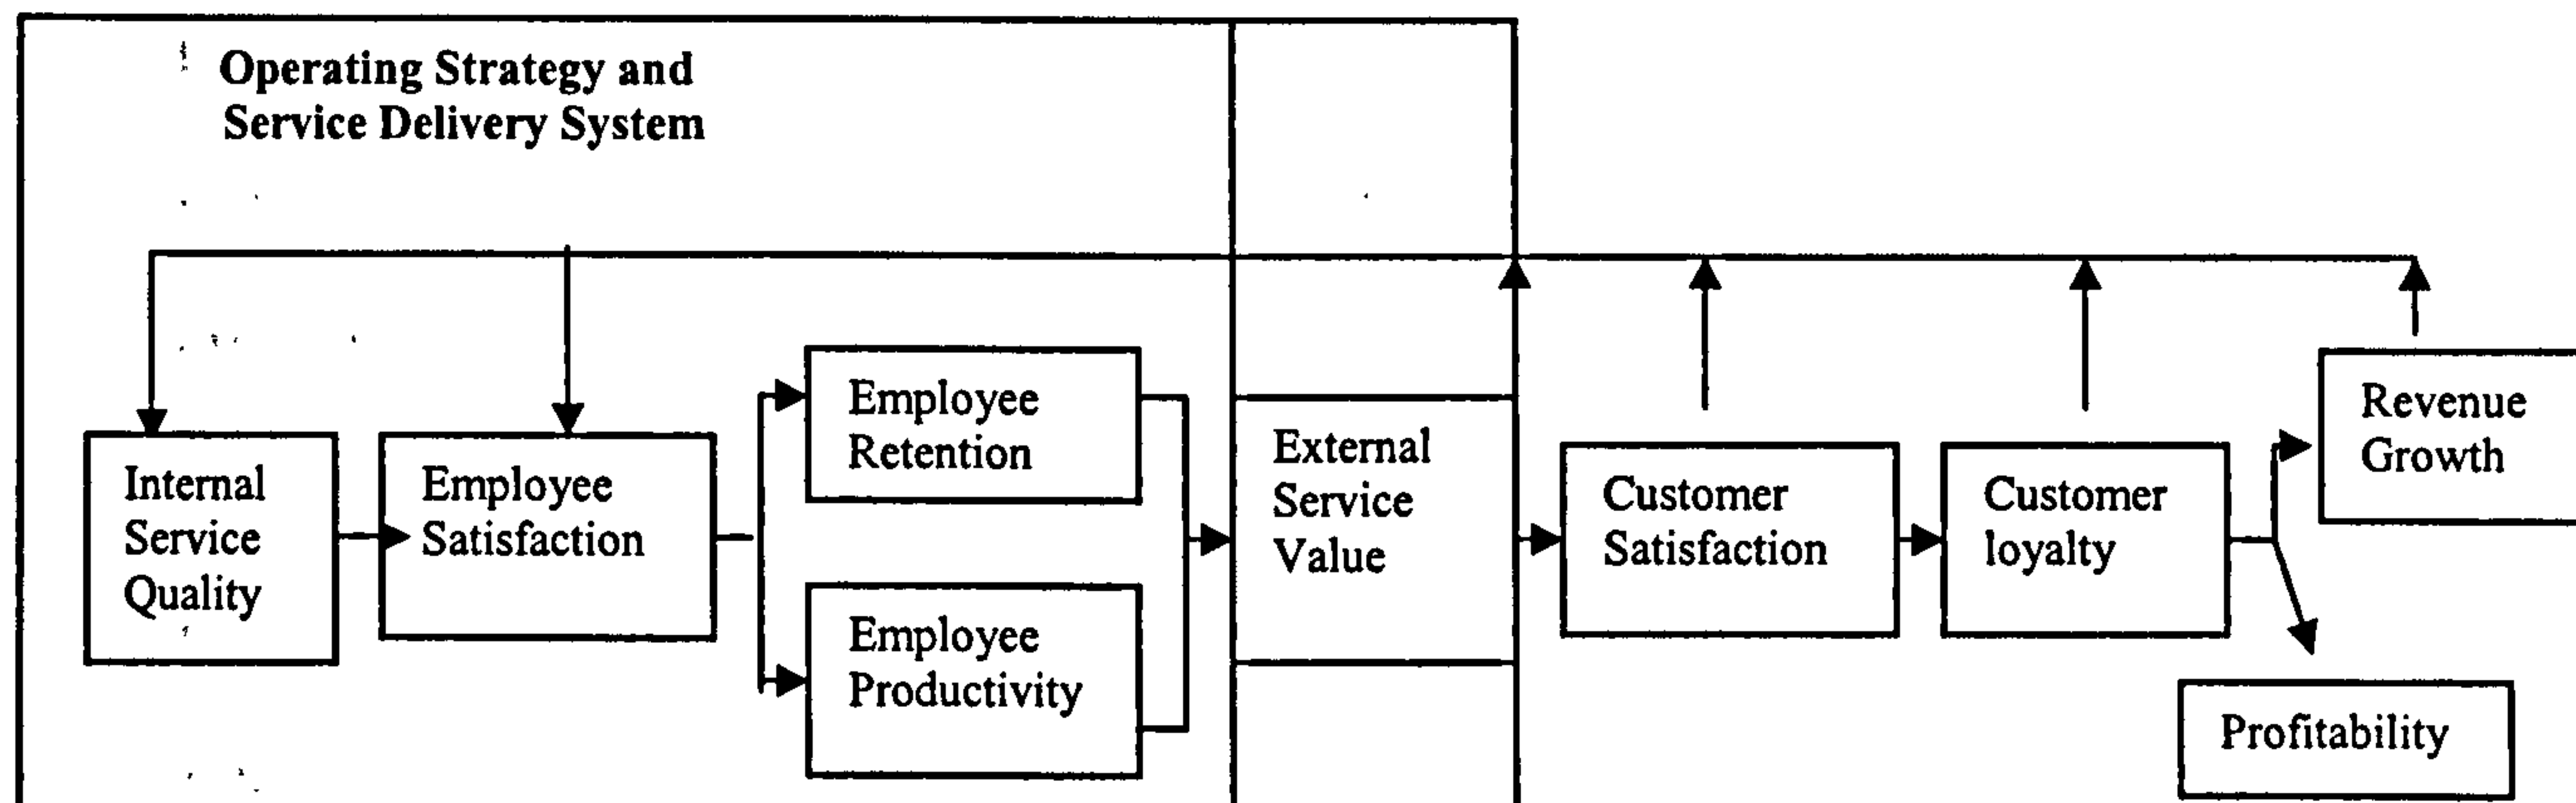 Operating Strategy and
Service Delivery System
Internal
Service
Quality
Employee
Satisfaction
Employee
Retention
Employee
Productivity
External
Service
Value
Customer
Satisfaction
Customer
loyalty
Revenue
Growth
Profitability